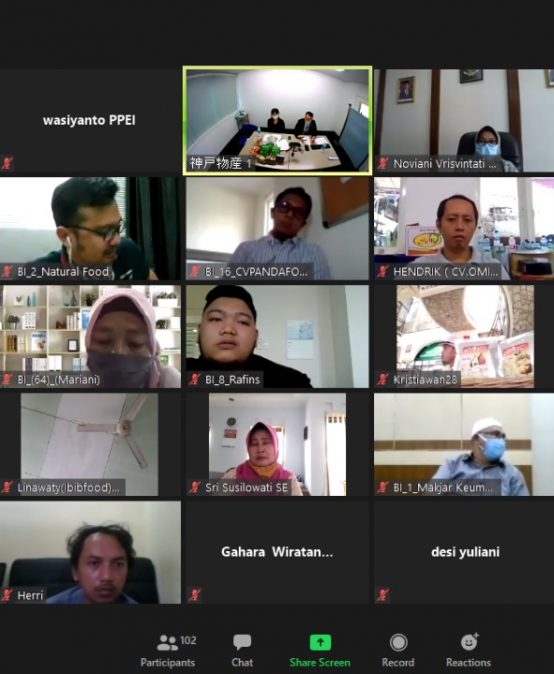 wasiyanto PPEI
神戸物産 1
Noviani Vrisvintati ...
BI_2_Natural Food
BI_16_CVPANDAFO...
HENDRIK ( CV.OMI...
BI_(64)_(Mariani)
BI_8_Rafins
Kristiawan28
Linawaty(Ibibfood)...
Sri Susilowati SE
BI_1_Makjar Keum...
Herri
Gahara Wiratan...
desi yuliani
102
Participants
Chat
Share Screen
Record
Reactions